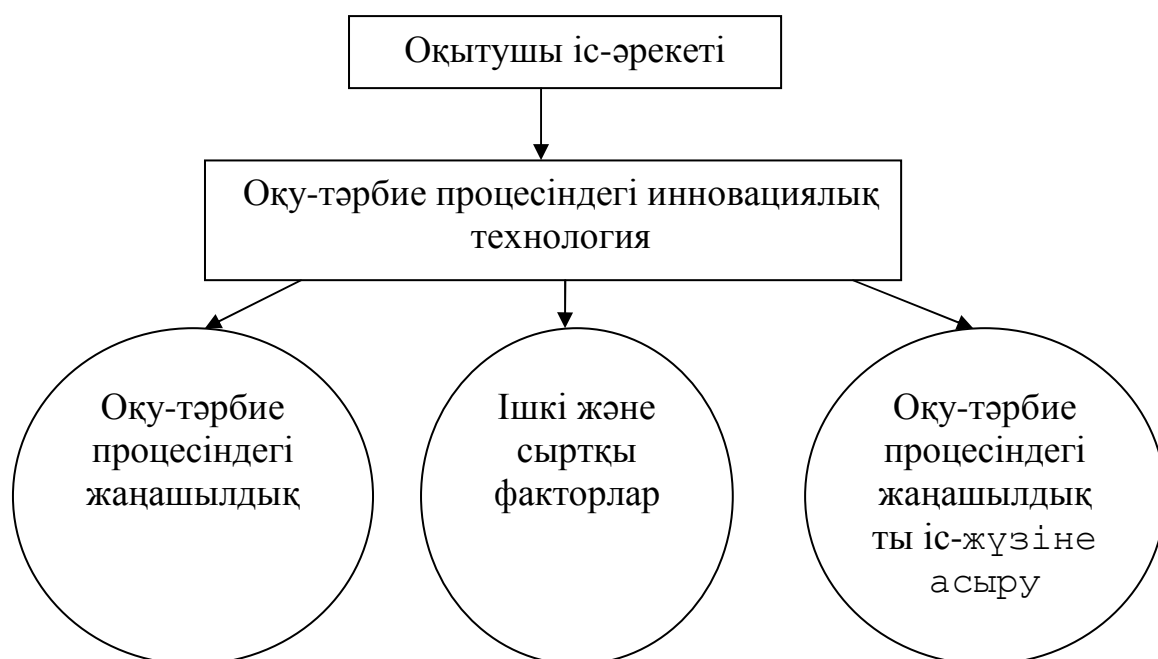 Оқытушы іс-әрекеті
Оқу-тәрбие процесіндегі инновациялық
технология
Оқу-тәрбие
процесіндегі
жаңашылдық
Ішкі және
сыртқы
факторлар
Оқу-тәрбие
процесіндегі
жаңашылдық
ты іс-жүзіне
асыру